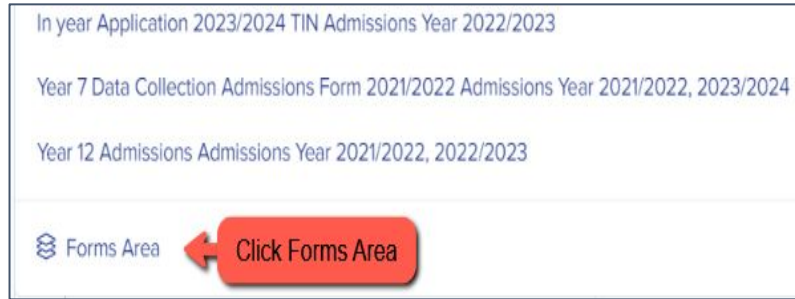 In year Application 2023/2024 TIN Admissions Year 2022/2023
Year 7 Data Collection Admissions Form 2021/2022 Admissions Year 2021/2022, 2023/2024
Year 12 Admissions Admissions Year 2021/2022, 2022/2023
Forms Area
Click Forms Area